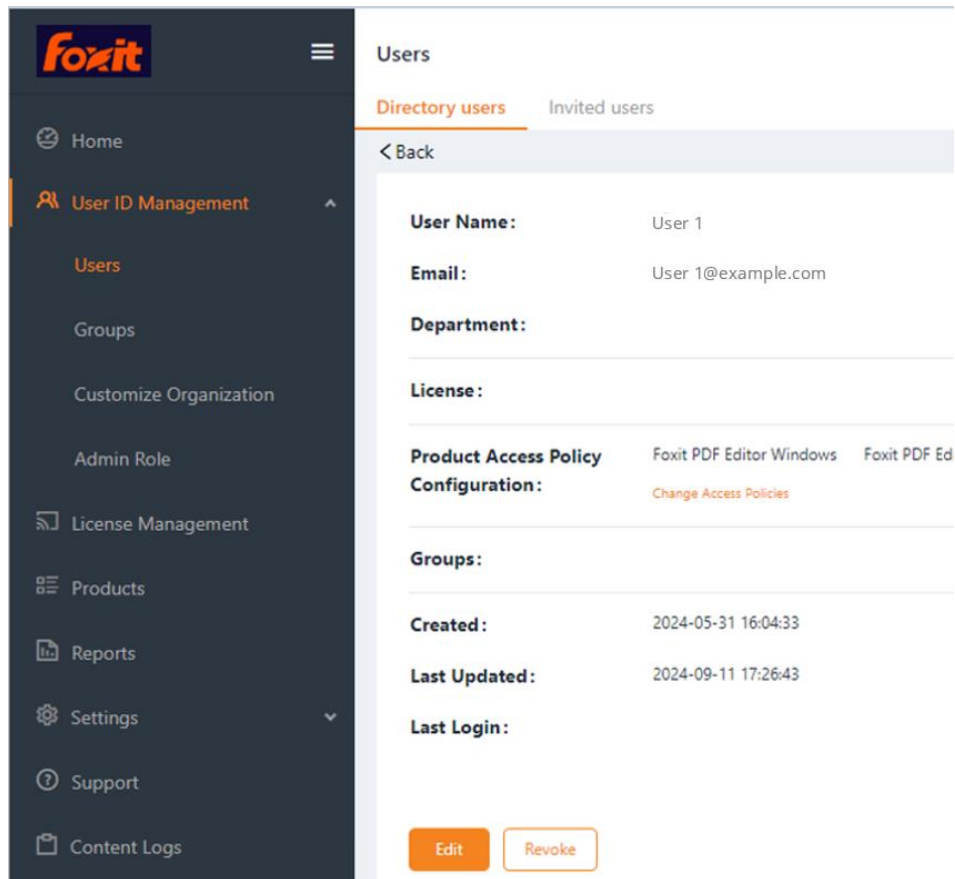 Foxit
Home
User ID Management
Users
Groups
Customize Organization
Admin Role
License Management
Products
Reports
Settings
Support
Content Logs
Users
Directory users Invited users
Back
User Name: User 1
Email: User 1@example.com
Department:
License:
Product Access Policy Configuration: Foxit PDF Editor Windows Foxit PDF Ed
Change Access Policies
Groups:
Created: 2024-05-31 16:04:33
Last Updated: 2024-09-11 17:26:43
Last Login:
Edit Revoke